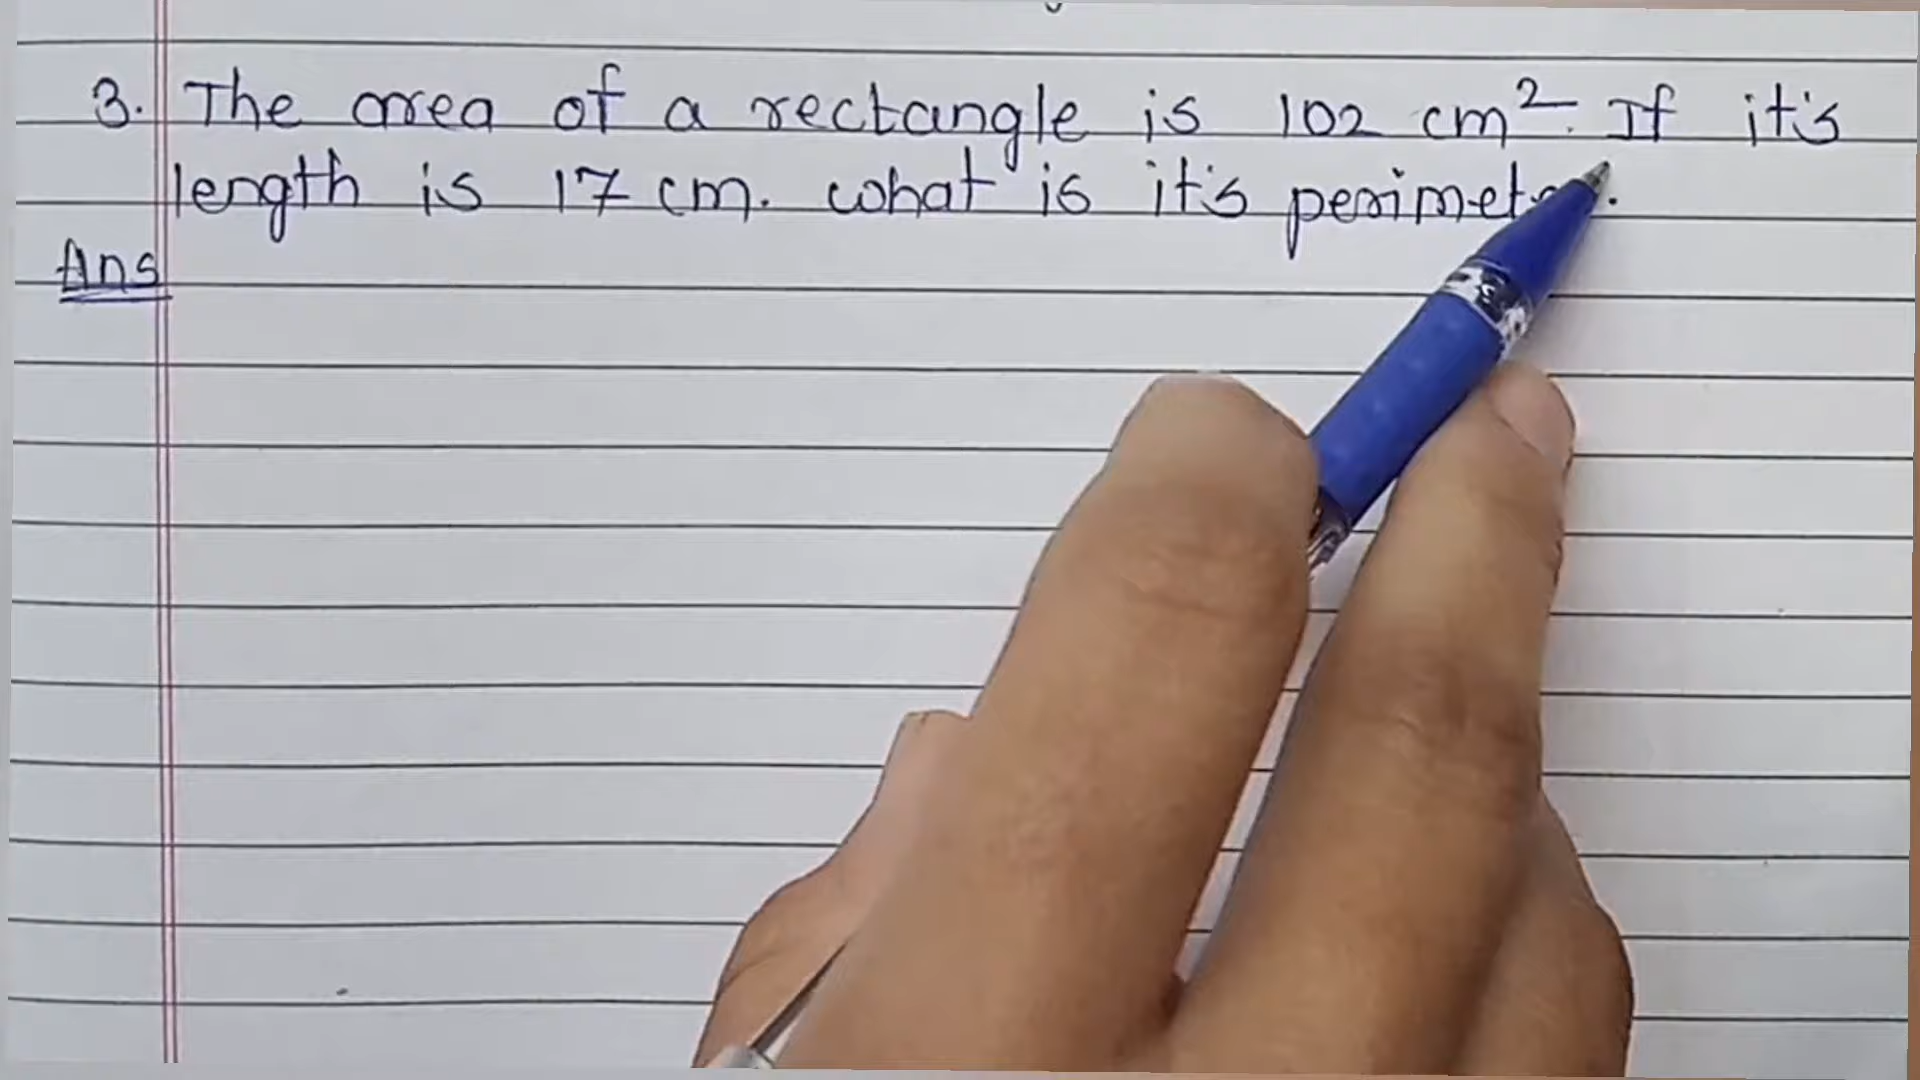 3. The area of a rectangle is 102 cm². If it's
length is 17 cm. what is it's
Ans